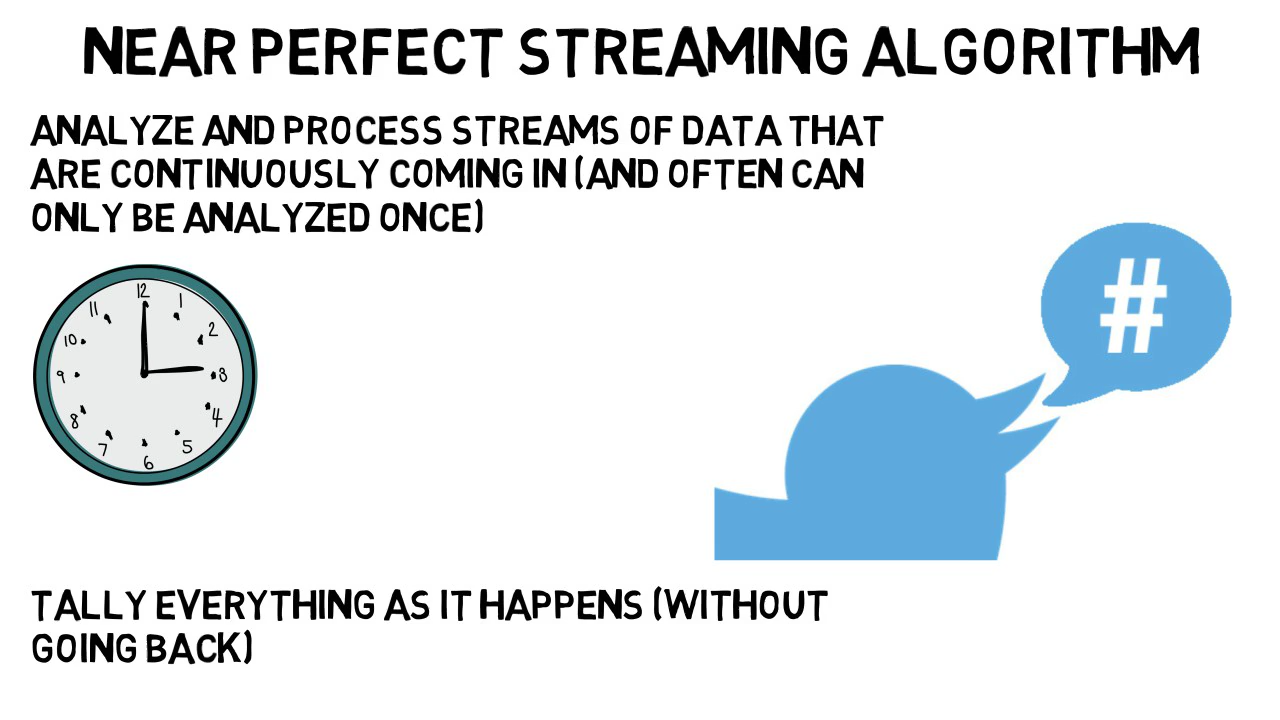 NEAR PERFECT STREAMING ALGORITHM
ANALYZE AND PROCESS STREAMS OF DATA THAT
ARE CONTINUOUSLY COMING IN (AND OFTEN CAN
ONLY BE ANALYZED ONCE)
#
12
11 1
10 2
9 3
8 4
7 5
6
TALLY EVERYTHING AS IT HAPPENS (WITHOUT
GOING BACK)